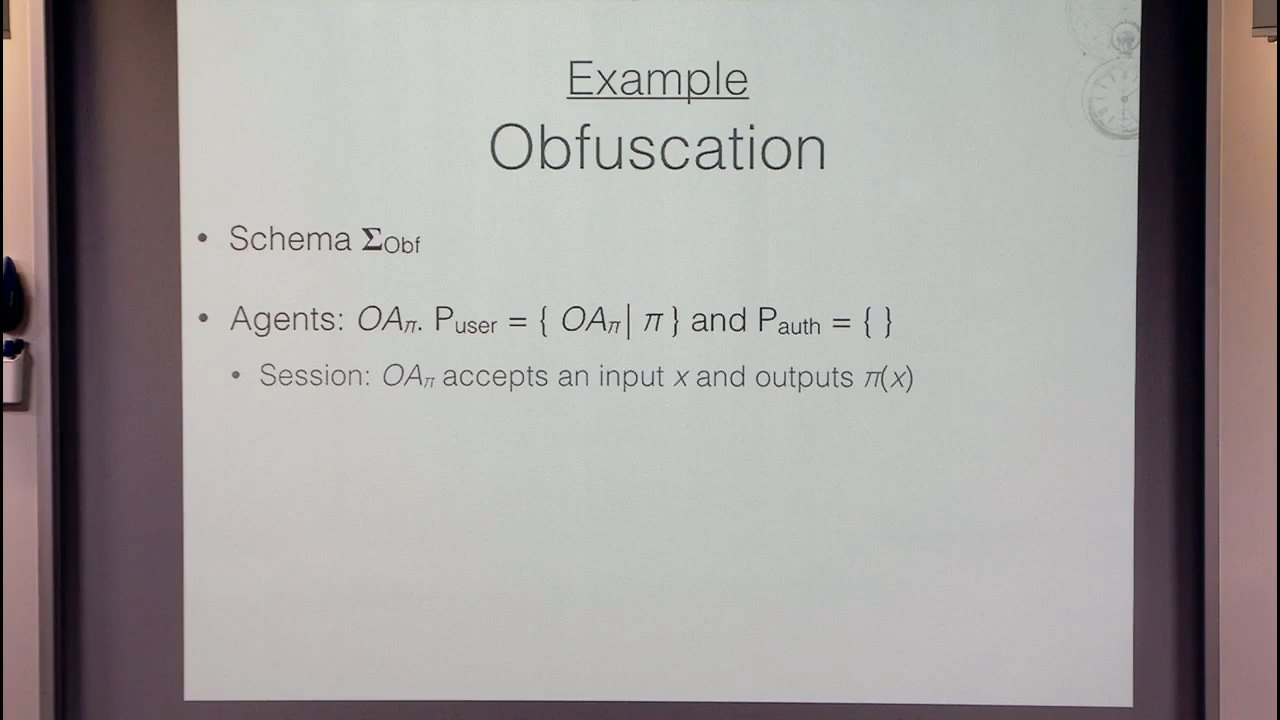 Example
Obfuscation
• Schema Σ_Obf
• Agents: OA_π. P_user = { OA_π | π } and P_auth = { }
• Session: OA_π accepts an input x and outputs π(x)